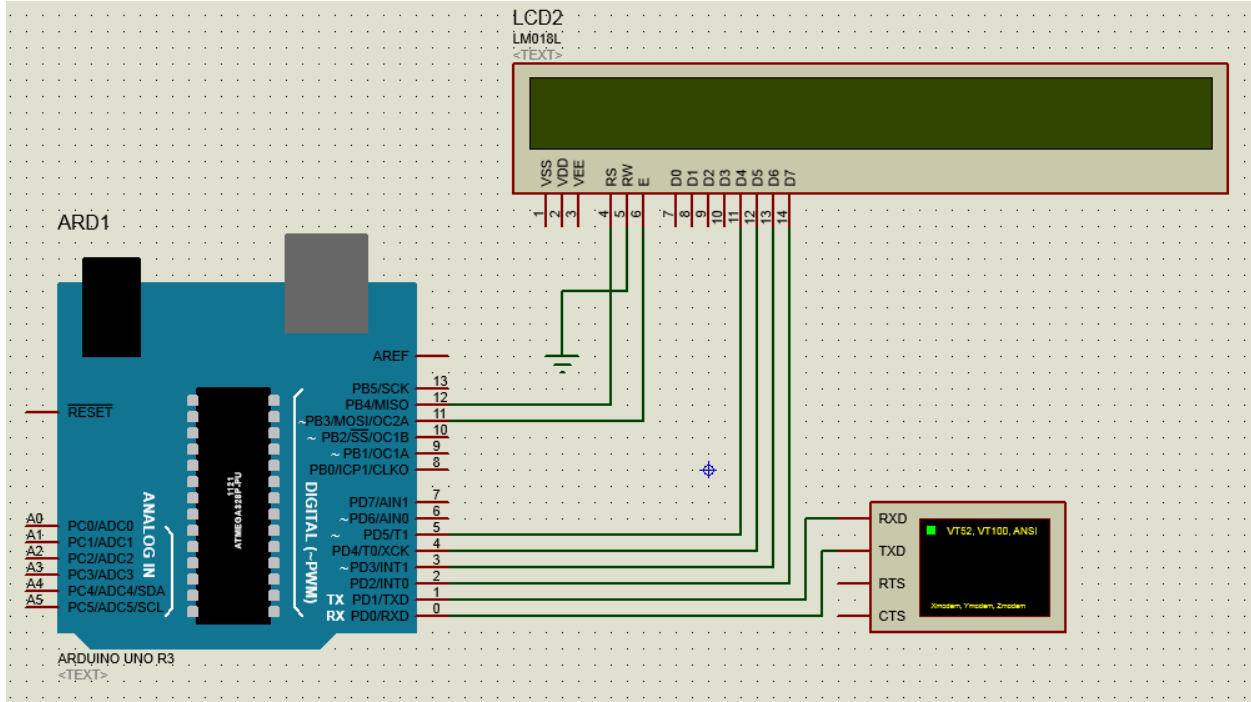 LCD2
LM018L
<TEXT>
VSS
VDD
VEE
RS
RW
E
D0
D1
D2
D3
D4
D5
D6
D7
1
2
3
4
5
6
7
8
9
10
11
12
13
14
ARD1
AREF
PB5/SCK 13
PB4/MISO 12
~PB3/MOSI/OC2A 11
~ PB2/SS/OC1B 10
~ PB1/OC1A 9
PB0/ICP1/CLKO 8
PD7/AIN1 7
~PD6/AIN0 6
~ PD5/T1 5
PD4/T0/XCK 4
~PD3/INT1 3
PD2/INT0 2
TX PD1/TXD 1
RX PD0/RXD 0
RESET
1121
ATMEGA328P-PU
DIGITAL (~PWM)
ANALOG IN
A0 PC0/ADC0
A1 PC1/ADC1
A2 PC2/ADC2
A3 PC3/ADC3
A4 PC4/ADC4/SDA
A5 PC5/ADC5/SCL
ARDUINO UNO R3
<TEXT>
RXD
TXD
RTS
CTS
VT52, VT100, ANSI
Xmodem, Ymodem, Zmodem